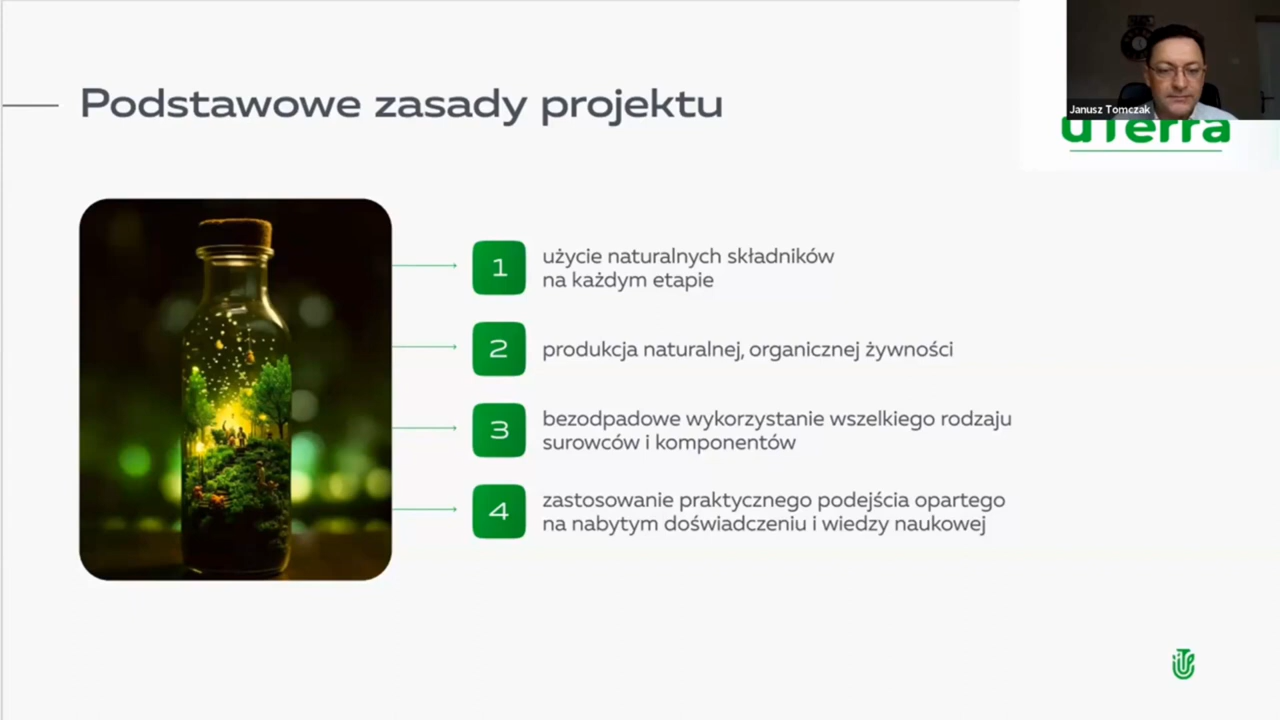 Podstawowe zasady projektu
Janusz Tomczak
uTerra
1
użycie naturalnych składników
na każdym etapie
2
produkcja naturalnej, organicznej żywności
3
bezodpadowe wykorzystanie wszelkiego rodzaju
surowców i komponentów
4
zastosowanie praktycznego podejścia opartego
na nabytym doświadczeniu i wiedzy naukowej